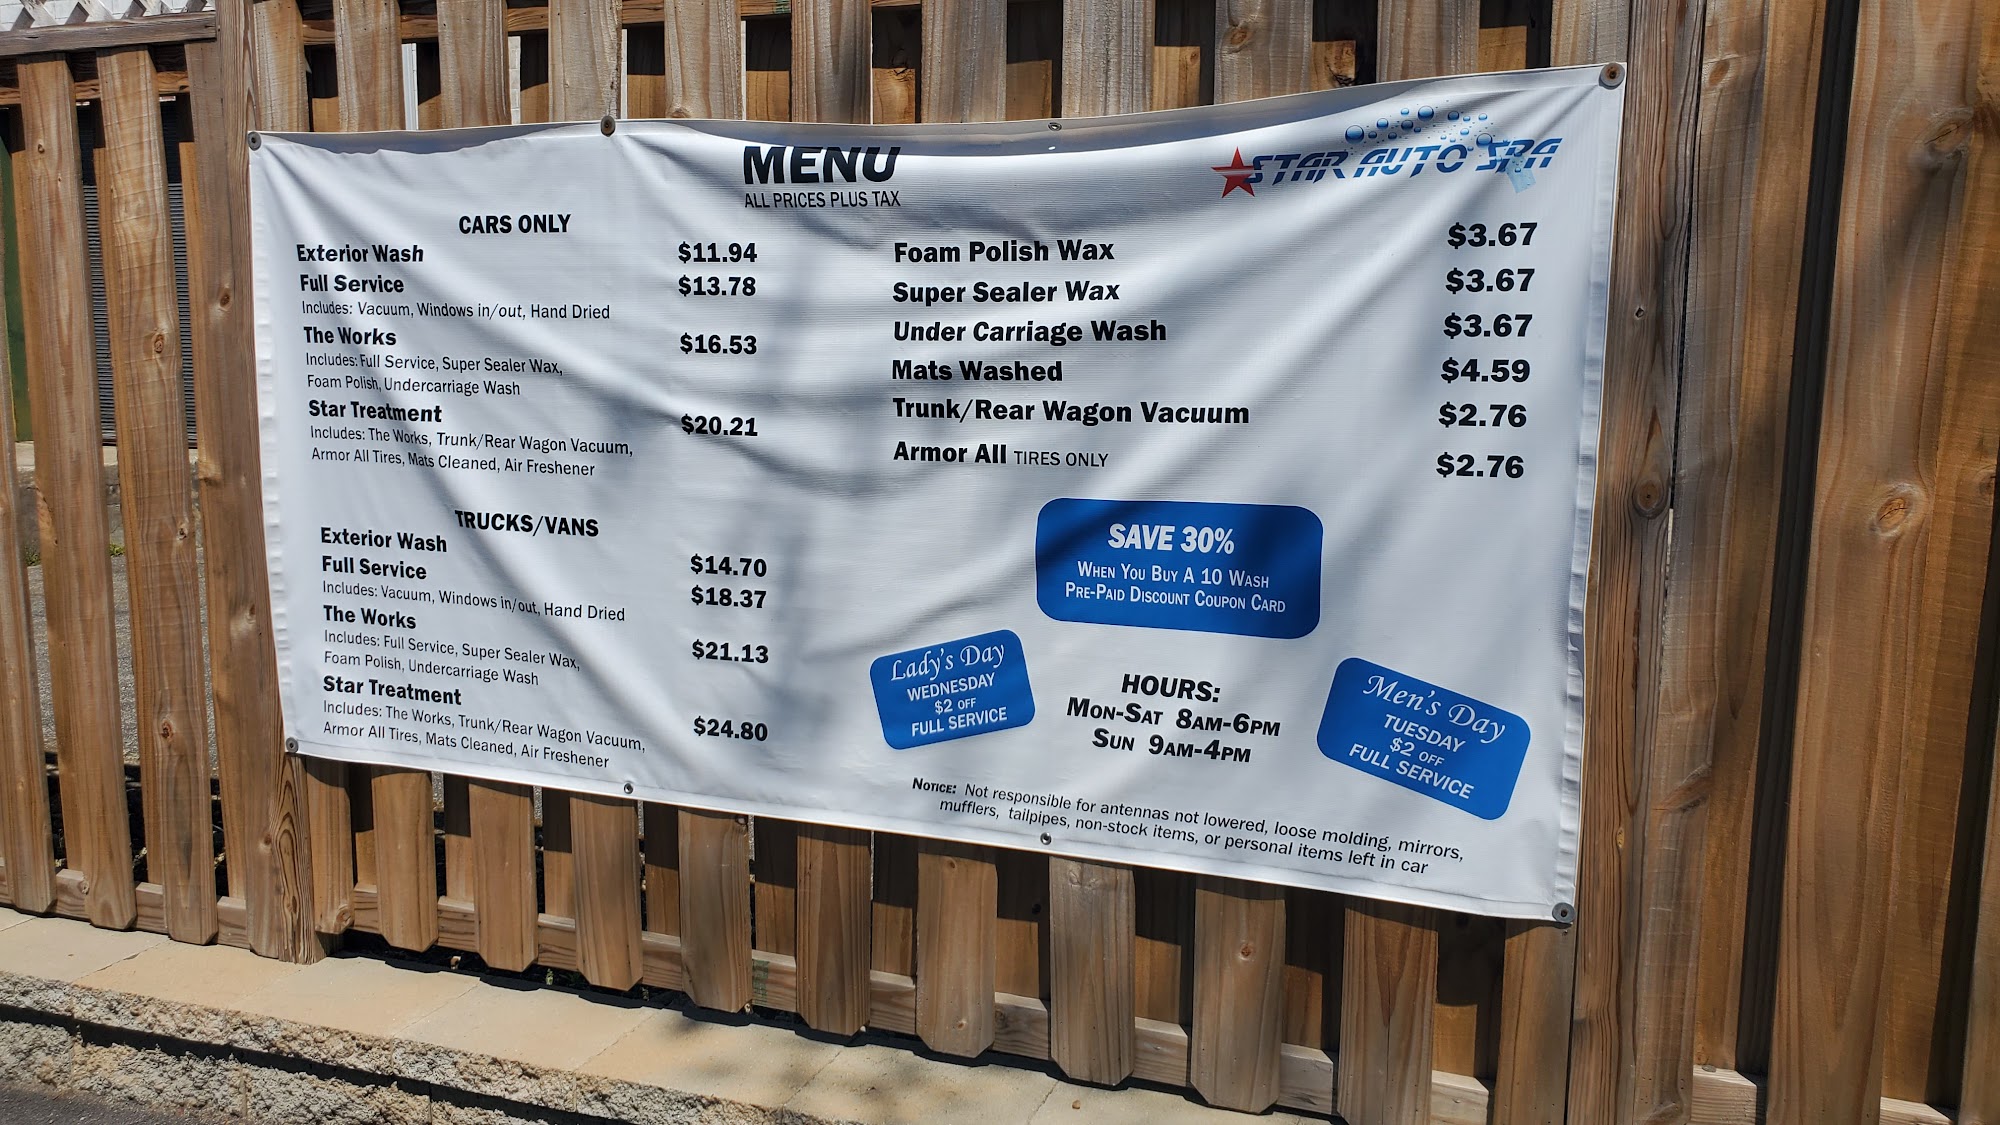 MENU
ALL PRICES PLUS TAX
STAR AUTO SPA
CARS ONLY
Exterior Wash $11.94
Full Service $13.78
Includes: Vacuum, Windows in/out, Hand Dried
The Works $16.53
Includes: Full Service, Super Sealer Wax,
Foam Polish, Undercarriage Wash
Star Treatment $20.21
Includes: The Works, Trunk/Rear Wagon Vacuum,
Armor All Tires, Mats Cleaned, Air Freshener
TRUCKS/VANS
Exterior Wash $14.70
Full Service $18.37
Includes: Vacuum, Windows in/out, Hand Dried
The Works $21.13
Includes: Full Service, Super Sealer Wax,
Foam Polish, Undercarriage Wash
Star Treatment $24.80
Includes: The Works, Trunk/Rear Wagon Vacuum,
Armor All Tires, Mats Cleaned, Air Freshener
Foam Polish Wax $3.67
Super Sealer Wax $3.67
Under Carriage Wash $3.67
Mats Washed $4.59
Trunk/Rear Wagon Vacuum $2.76
Armor All TIRES ONLY $2.76
SAVE 30%
WHEN YOU BUY A 10 WASH
PRE-PAID DISCOUNT COUPON CARD
Lady's Day
WEDNESDAY
$2 OFF
FULL SERVICE
HOURS:
MON-SAT 8AM-6PM
SUN 9AM-4PM
Men's Day
TUESDAY
$2 OFF
FULL SERVICE
NOTICE: Not responsible for antennas not lowered, loose molding, mirrors,
mufflers, tailpipes, non-stock items, or personal items left in car